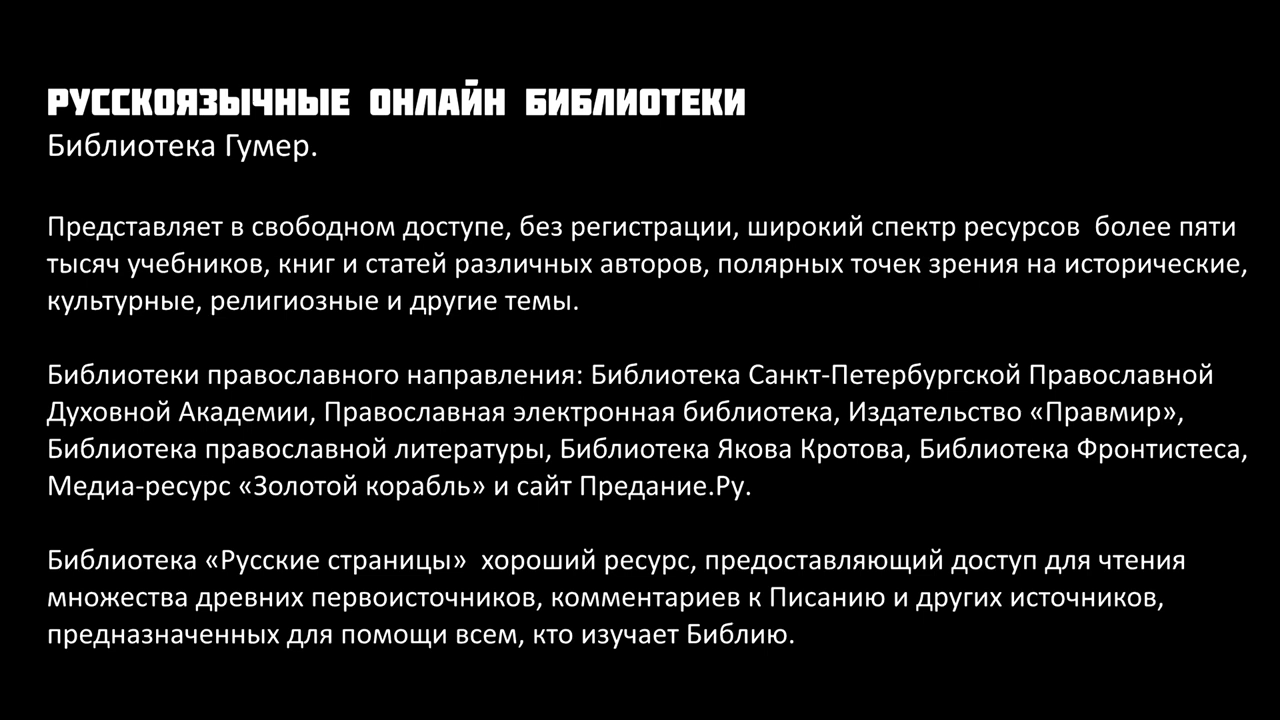 РУССКОЯЗЫЧНЫЕ ОНЛАЙН БИБЛИОТЕКИ
Библиотека Гумер.
Представляет в свободном доступе, без регистрации, широкий спектр ресурсов  более пяти
тысяч учебников, книг и статей различных авторов, полярных точек зрения на исторические,
культурные, религиозные и другие темы.
Библиотеки православного направления: Библиотека Санкт-Петербургской Православной
Духовной Академии, Православная электронная библиотека, Издательство «Правмир»,
Библиотека православной литературы, Библиотека Якова Кротова, Библиотека Фронтистеса,
Медиа-ресурс «Золотой корабль» и сайт Предание.Ру.
Библиотека «Русские страницы»  хороший ресурс, предоставляющий доступ для чтения
множества древних первоисточников, комментариев к Писанию и других источников,
предназначенных для помощи всем, кто изучает Библию.